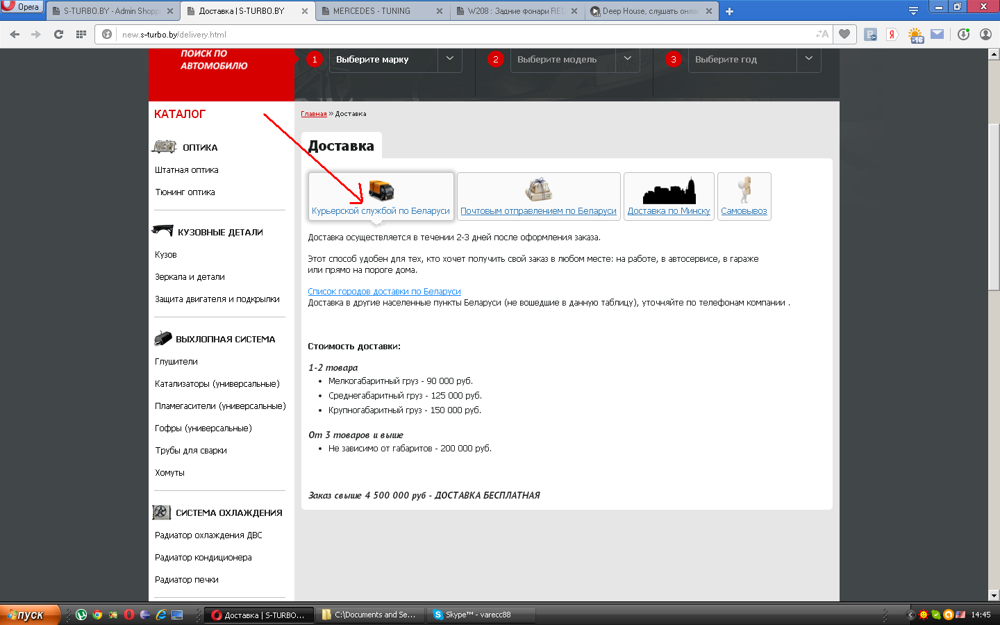 Opera
S-TURBO.BY - Admin Shopp
Доставка | S-TURBO.BY
MERCEDES - TUNING
W208 : Задние фонари RED
Deep House, слушать онла
new.s-turbo.by/delivery.html
+16
ПОИСК ПО
АВТОМОБИЛЮ
1 Выберите марку
2 Выберите модель
3 Выберите год
КАТАЛОГ
ОПТИКА
Штатная оптика
Тюнинг оптика
КУЗОВНЫЕ ДЕТАЛИ
Кузов
Зеркала и детали
Защита двигателя и подкрылки
ВЫХЛОПНАЯ СИСТЕМА
Глушители
Катализаторы (универсальные)
Пламегасители (универсальные)
Гофры (универсальные)
Трубы для сварки
Хомуты
СИСТЕМА ОХЛАЖДЕНИЯ
Радиатор охлаждения ДВС
Радиатор кондиционера
Радиатор печки
Главная » Доставка
Доставка
Курьерской службой по Беларуси
Почтовым отправлением по Беларуси
Доставка по Минску
Самовывоз
Доставка осуществляется в течении 2-3 дней после оформления заказа.
Этот способ удобен для тех, кто хочет получить свой заказ в любом месте: на работе, в автосервисе, в гараже
или прямо на пороге дома.
Список городов доставки по Беларуси
Доставка в другие населенные пункты Беларуси (не вошедшие в данную таблицу), уточняйте по телефонам компании .
Стоимость доставки:
1-2 товара
• Мелкогабаритный груз - 90 000 руб.
• Среднегабаритный груз - 125 000 руб.
• Крупногабаритный груз - 150 000 руб.
От 3 товаров и выше
• Не зависимо от габаритов - 200 000 руб.
Заказ свыше 4 500 000 руб - ДОСТАВКА БЕСПЛАТНАЯ
пуск
Доставка | S-TURBO...
C:\Documents and Se...
Skype™ - varecc88
14:45